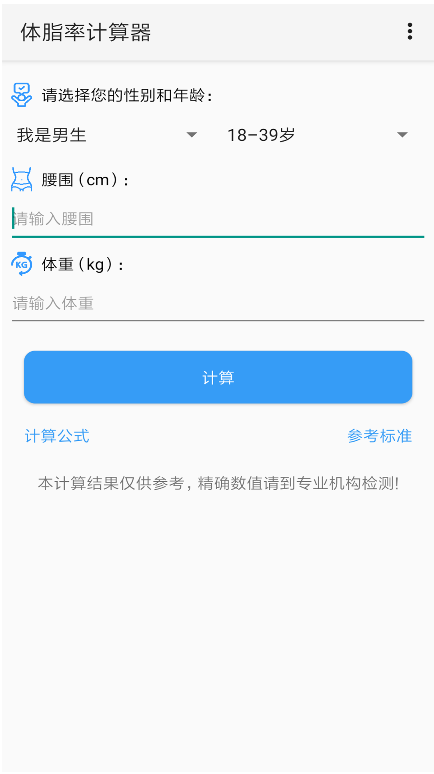 体脂率计算器
请选择您的性别和年龄：
我是男生 18-39岁
腰围（cm）：
请输入腰围
KG 体重（kg）：
请输入体重
计算
计算公式 参考标准
本计算结果仅供参考，精确数值请到专业机构检测！